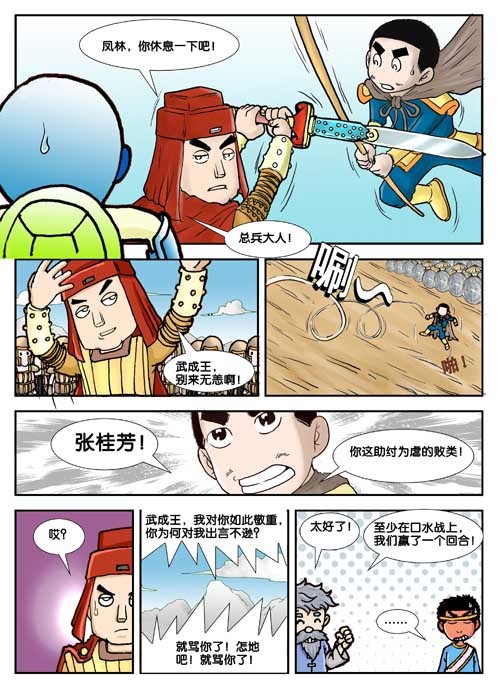 凤林，你休息一下吧！
总兵大人！
武成王，
别来无恙啊！
唰
张桂芳！
你这助纣为虐的败类！
哎？
武成王，我对你如此敬重，
你为何对我出言不逊？
就骂你了！怎地
吧！就骂你了！
太好了！
至少在口水战上，
我们赢了一个回合！
……